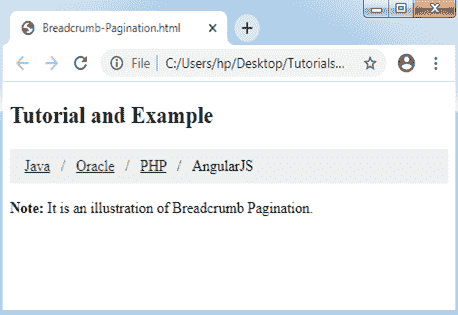 Breadcrumb-Pagination.html
File | C:/Users/hp/Desktop/Tutorials...
Tutorial and Example
Java / Oracle / PHP / AngularJS
Note: It is an illustration of Breadcrumb Pagination.